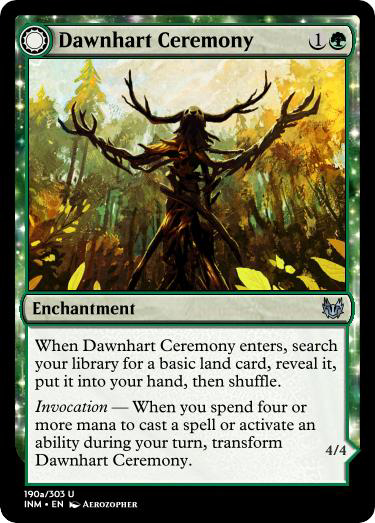 Dawnhart Ceremony 1
Enchantment
When Dawnhart Ceremony enters, search
your library for a basic land card, reveal it,
put it into your hand, then shuffle.
Invocation — When you spend four or
more mana to cast a spell or activate an
ability during your turn, transform
Dawnhart Ceremony.
4/4
190a/303 U
INM • EN Aerozopher